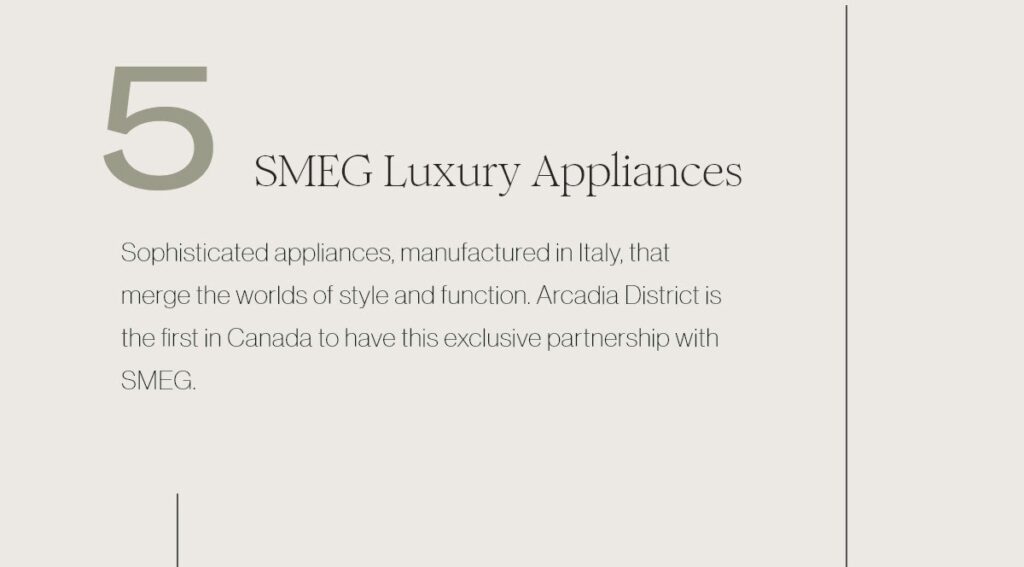 5
SMEG Luxury Appliances
Sophisticated appliances, manufactured in Italy, that
merge the worlds of style and function. Arcadia District is
the first in Canada to have this exclusive partnership with
SMEG.